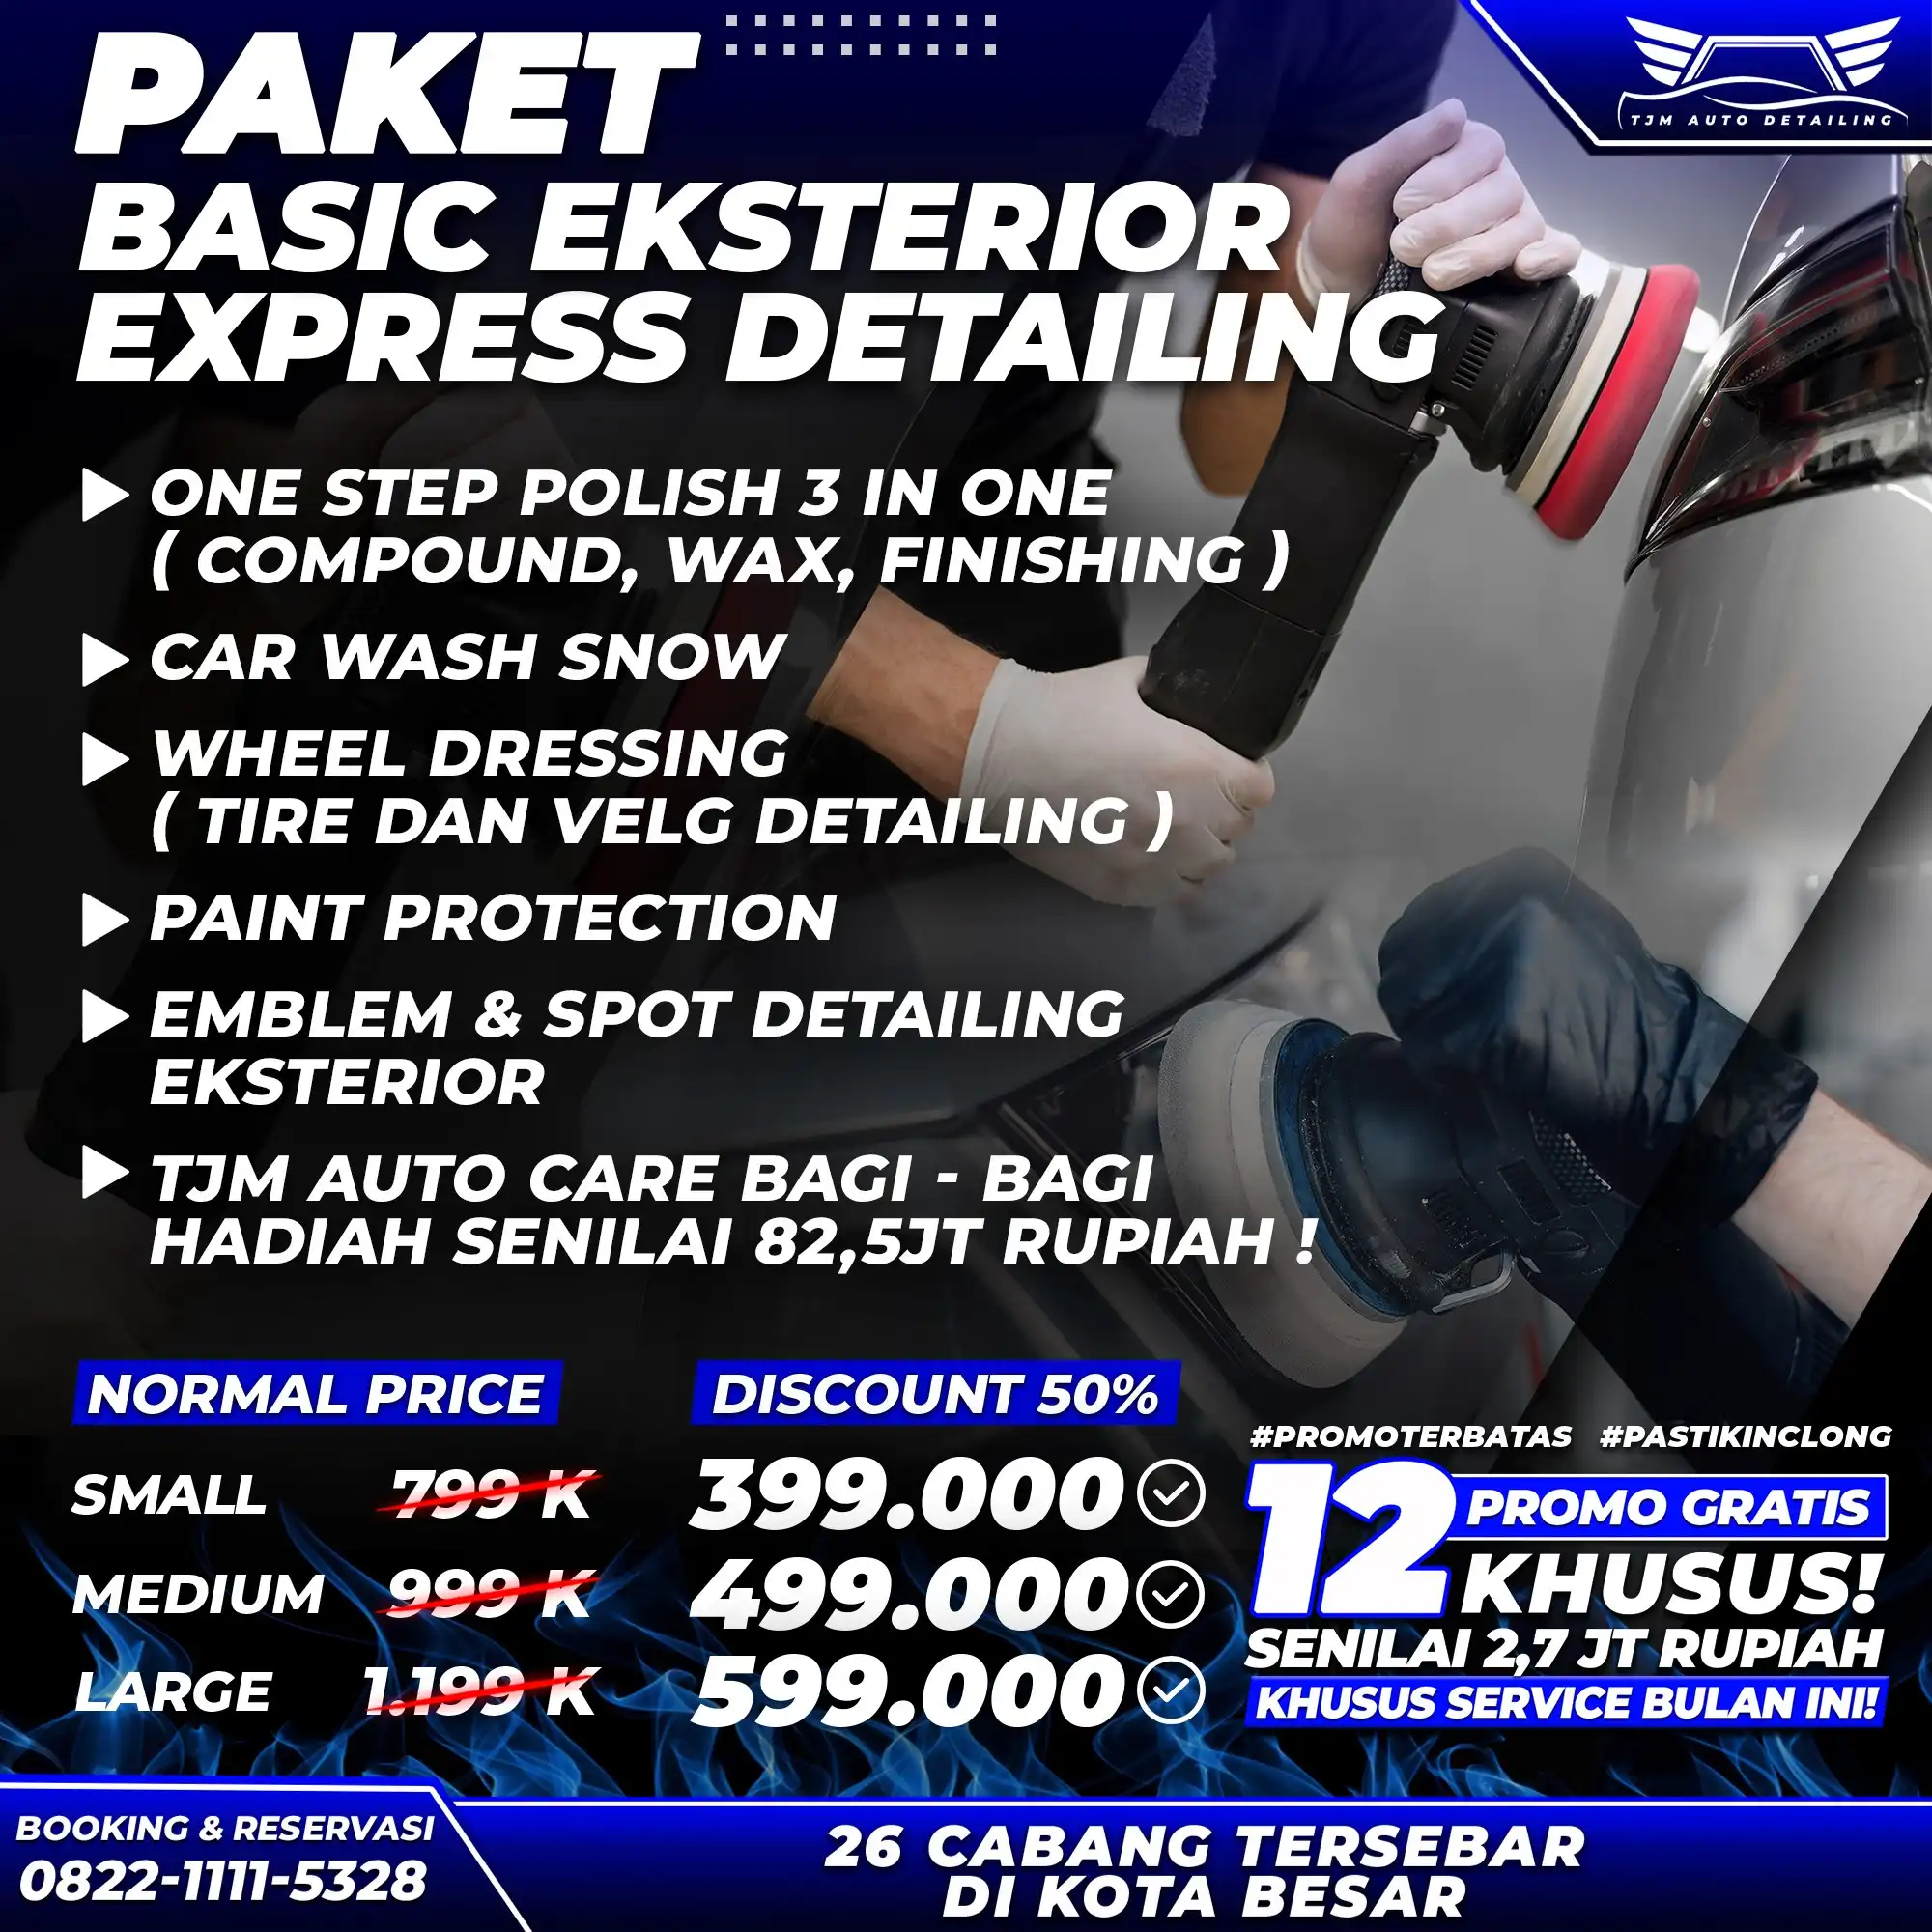 PAKET
BASIC EKSTERIOR
EXPRESS DETAILING
TJM AUTO DETAILING
ONE STEP POLISH 3 IN ONE
( COMPOUND, WAX, FINISHING )
CAR WASH SNOW
WHEEL DRESSING
( TIRE DAN VELG DETAILING )
PAINT PROTECTION
EMBLEM & SPOT DETAILING
EKSTERIOR
TJM AUTO CARE BAGI - BAGI
HADIAH SENILAI 82,5JT RUPIAH !
NORMAL PRICE
DISCOUNT 50%
SMALL 799 K 399.000
MEDIUM 999 K 499.000
LARGE 1.199 K 599.000
#PROMOTERBATAS #PASTIKINCLONG
12 PROMO GRATIS
KHUSUS!
SENILAI 2,7 JT RUPIAH
KHUSUS SERVICE BULAN INI!
BOOKING & RESERVASI
0822-1111-5328
26 CABANG TERSEBAR
DI KOTA BESAR